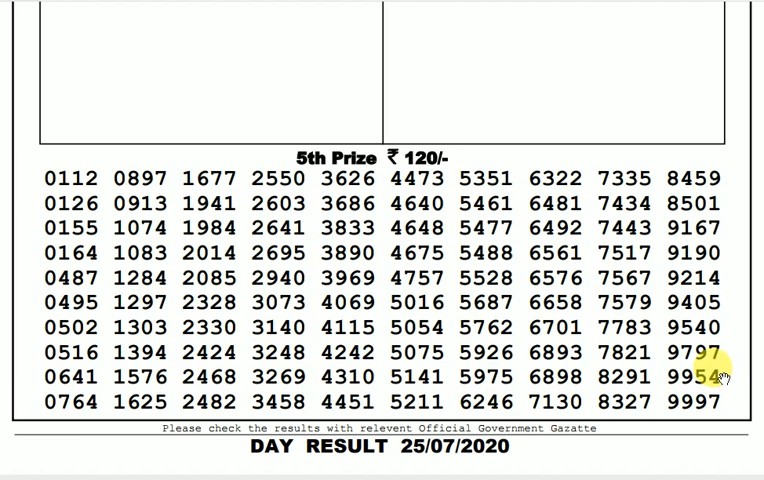 5th Prize ₹ 120/-
0112 0897 1677 2550 3626 4473 5351 6322 7335 8459
0126 0913 1941 2603 3686 4640 5461 6481 7434 8501
0155 1074 1984 2641 3833 4648 5477 6492 7443 9167
0164 1083 2014 2695 3890 4675 5488 6561 7517 9190
0487 1284 2085 2940 3969 4757 5528 6576 7567 9214
0495 1297 2328 3073 4069 5016 5687 6658 7579 9405
0502 1303 2330 3140 4115 5054 5762 6701 7783 9540
0516 1394 2424 3248 4242 5075 5926 6893 7821 9797
0641 1576 2468 3269 4310 5141 5975 6898 8291 9954
0764 1625 2482 3458 4451 5211 6246 7130 8327 9997
Please check the results with relevent Official Government Gazatte
DAY RESULT 25/07/2020